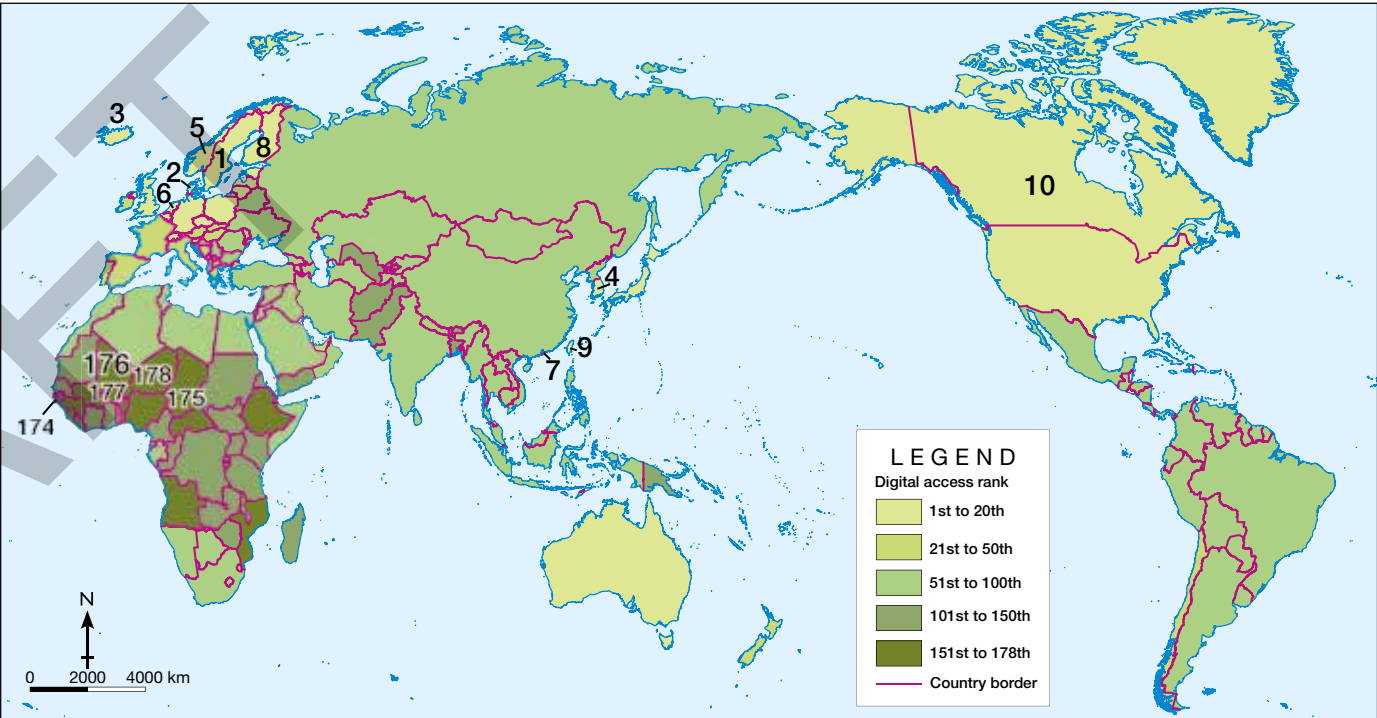 3
5
1
8
2
6
10
4
9
7
176
178
177
175
174
LEGEND
Digital access rank
1st to 20th
21st to 50th
51st to 100th
101st to 150th
151st to 178th
Country border
N
0 2000 4000 km